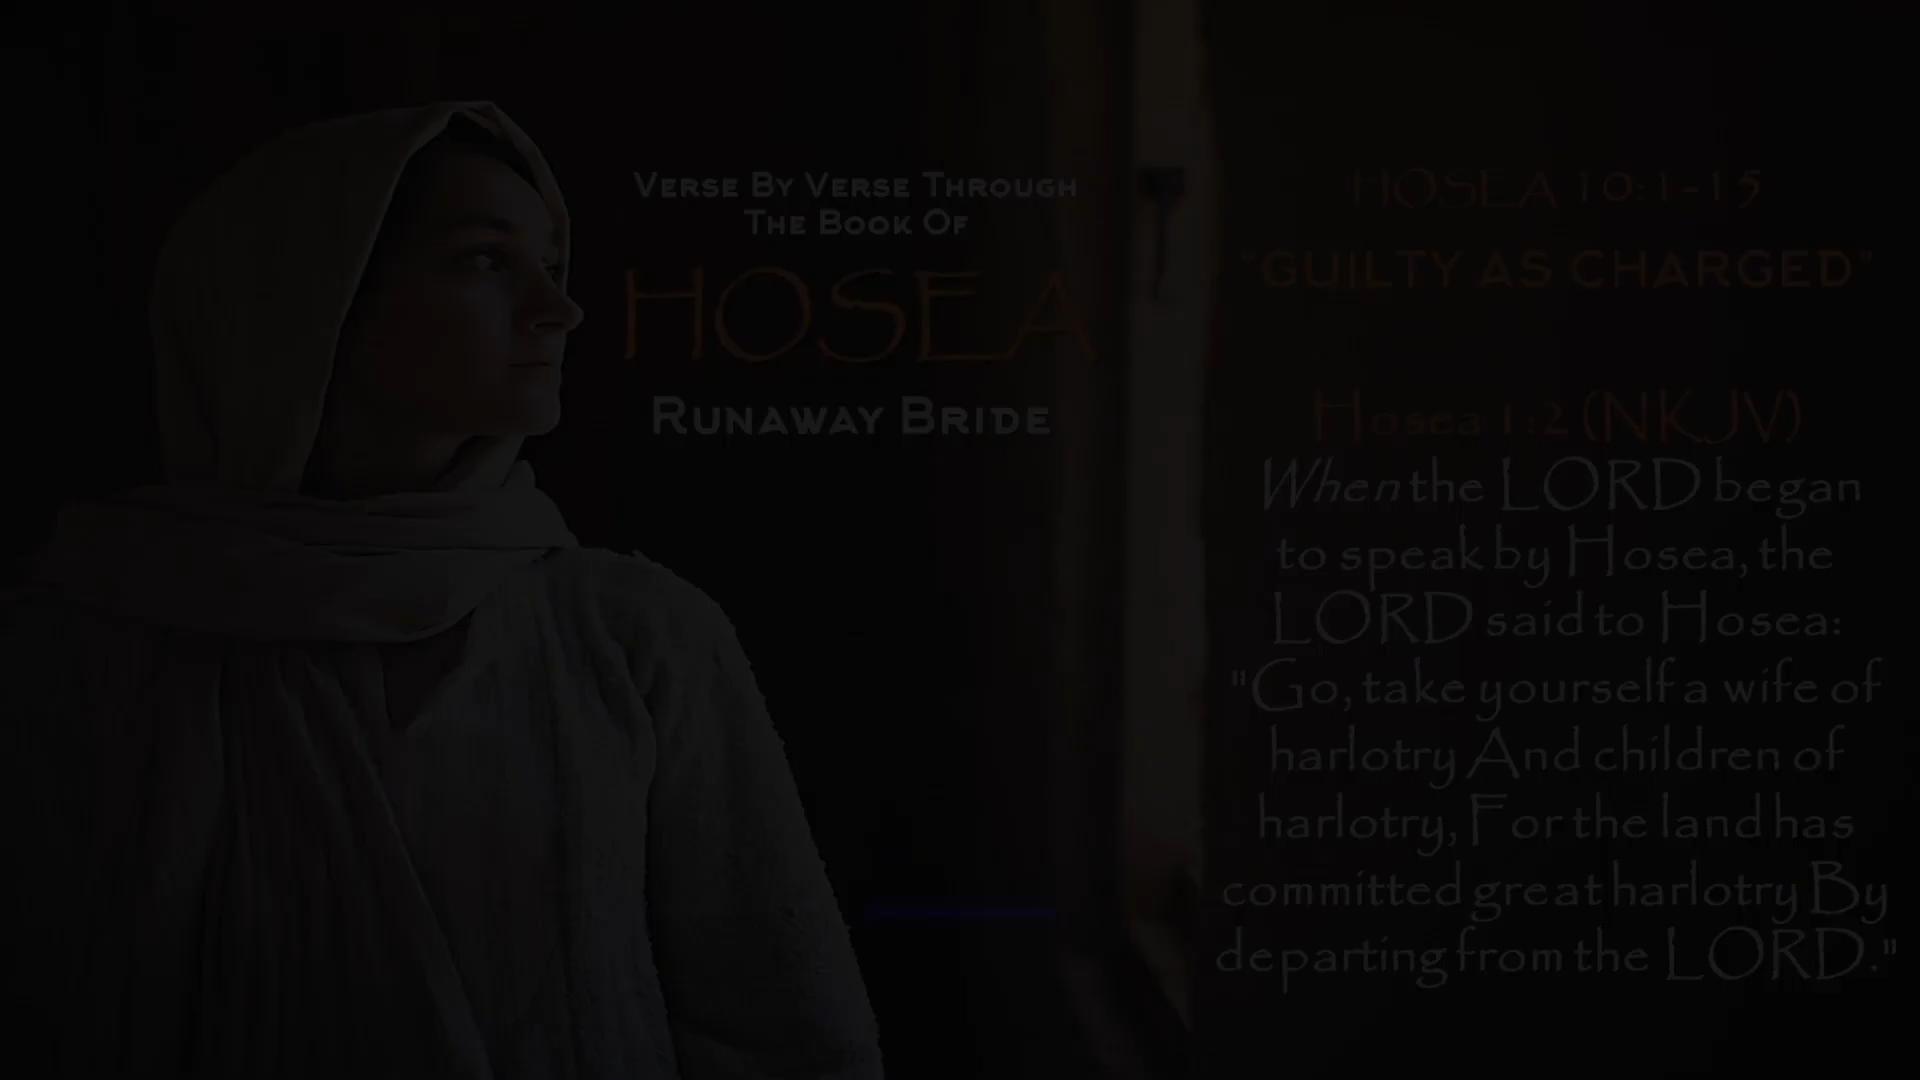 VERSE BY VERSE THROUGH
THE BOOK OF
HOSEA
RUNAWAY BRIDE
HOSEA 10:1-15
"GUILTY AS CHARGED"
Hosea 1:2 (NKJV)
When the LORD began
to speak by Hosea, the
LORD said to Hosea:
"Go, take yourself a wife of
harlotry And children of
harlotry, For the land has
committed great harlotry By
departing from the LORD."